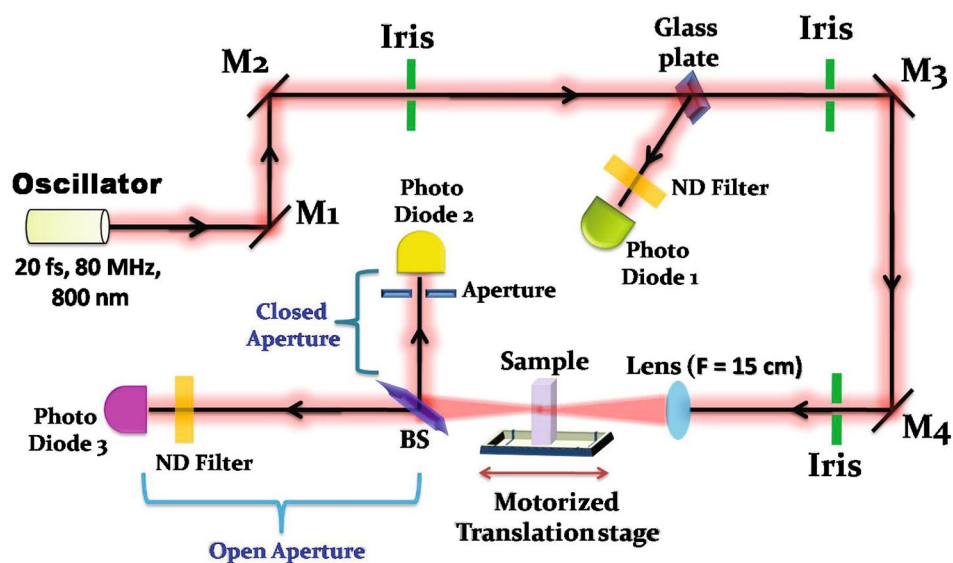 Iris
Glass
plate
Iris
M2
M3
Oscillator
M1
20 fs, 80 MHz,
800 nm
Photo
Diode 2
ND Filter
Photo
Diode 1
Closed
Aperture
Aperture
Sample
Lens (F = 15 cm)
Photo
Diode 3
ND Filter
BS
M4
Iris
Motorized
Translation stage
Open Aperture